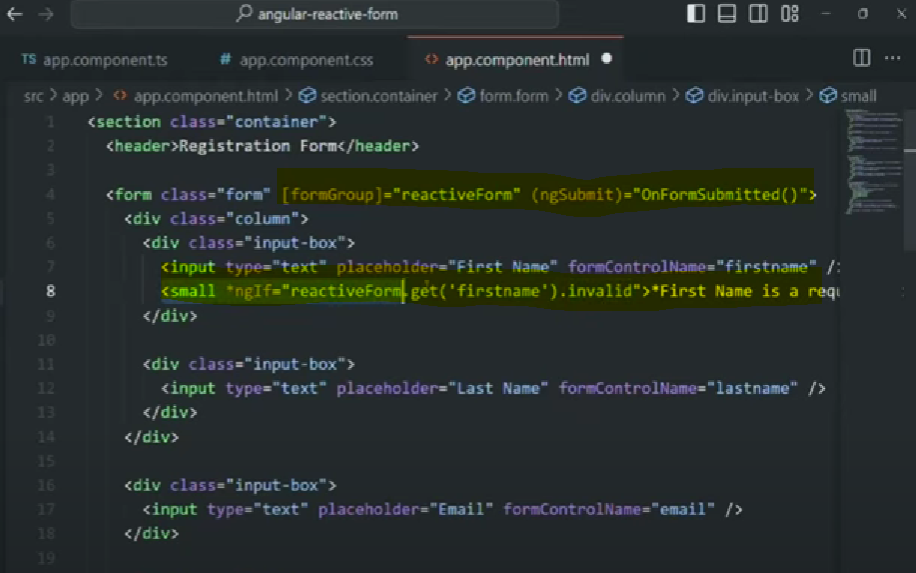 angular-reactive-form
TS app.component.ts # app.component.css <> app.component.html
src > app > <> app.component.html > section.container > form.form > div.column > div.input-box > small
1 <section class="container">
2 <header>Registration Form</header>
3
4 <form class="form" [formGroup]="reactiveForm" (ngSubmit)="OnFormSubmitted()">
5 <div class="column">
6 <div class="input-box">
7 <input type="text" placeholder="First Name" formControlName="firstname" />
8 <small *ngIf="reactiveForm.get('firstname').invalid">*First Name is a requ
9 </div>
10
11 <div class="input-box">
12 <input type="text" placeholder="Last Name" formControlName="lastname" />
13 </div>
14 </div>
15
16 <div class="input-box">
17 <input type="text" placeholder="Email" formControlName="email" />
18 </div>
19